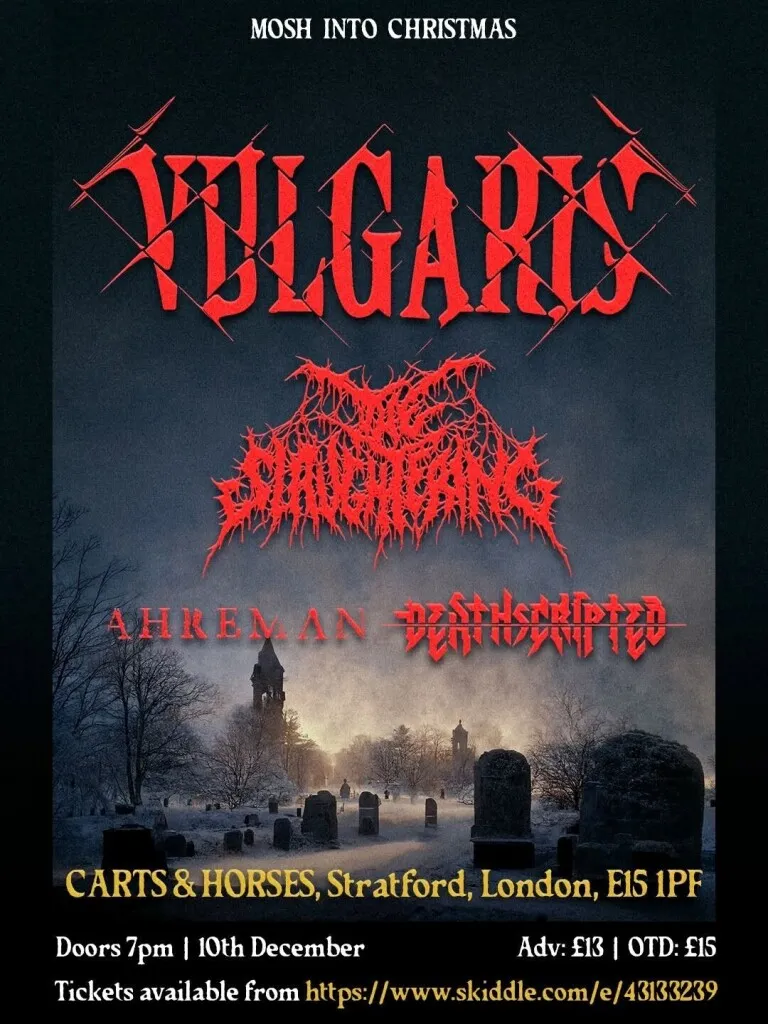 MOSH INTO CHRISTMAS
VULGARIS
THE
SLAUGHTERING
AHREMAN DEATHSCRIPTED
CARTS & HORSES, Stratford, London, E15 1PF
Doors 7pm | 10th December Adv: £13 | OTD: £15
Tickets available from https://www.skiddle.com/e/43133239